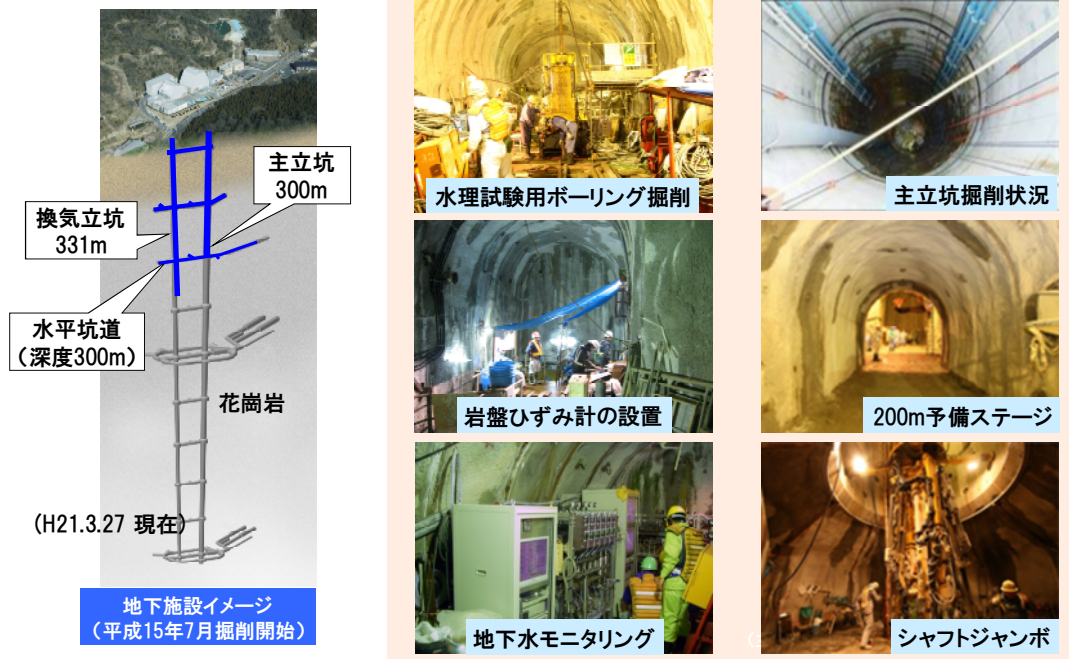 主立坑
300m
換気立坑
331m
水平坑道
（深度300m）
花崗岩
（H21.3.27 現在）
地下施設イメージ
（平成15年7月掘削開始）
水理試験用ボーリング掘削
主立坑掘削状況
岩盤ひずみ計の設置
200m予備ステージ
地下水モニタリング
シャフトジャンボ